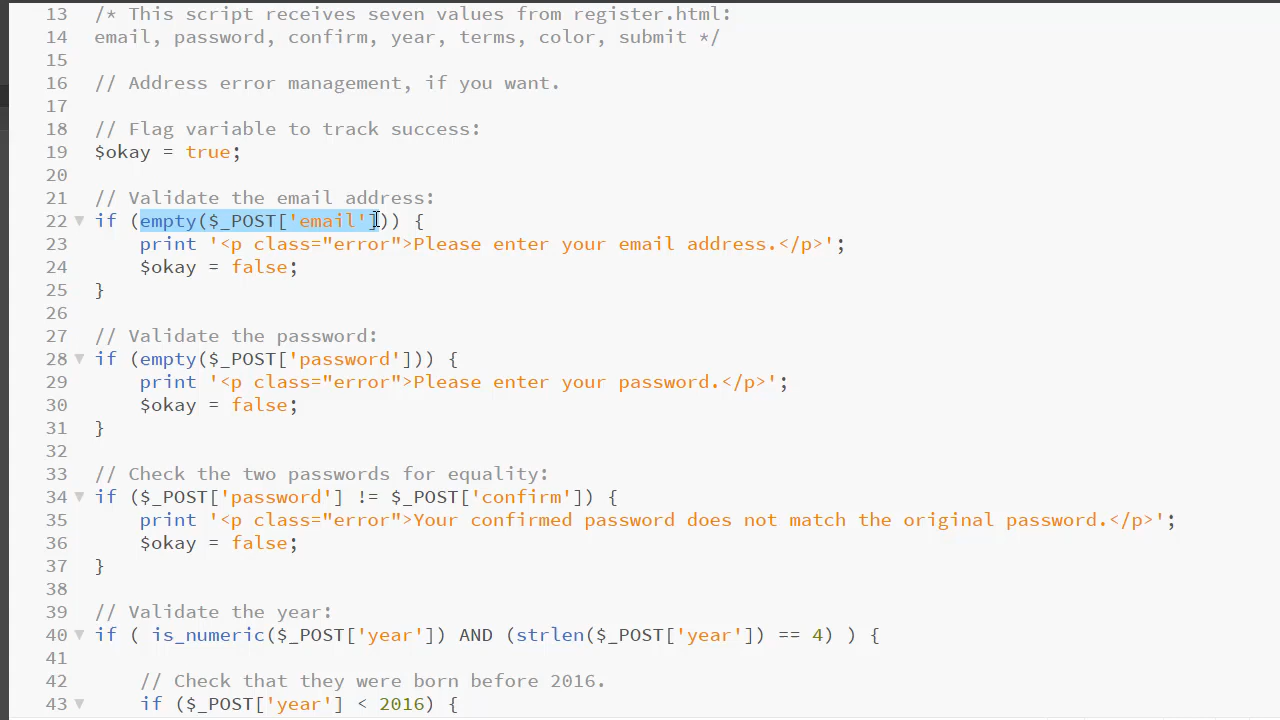 13 /* This script receives seven values from register.html:
14 email, password, confirm, year, terms, color, submit */
15
16 // Address error management, if you want.
17
18 // Flag variable to track success:
19 $okay = true;
20
21 // Validate the email address:
22 if (empty($_POST['email'])) {
23 print '<p class="error">Please enter your email address.</p>';
24 $okay = false;
25 }
26
27 // Validate the password:
28 if (empty($_POST['password'])) {
29 print '<p class="error">Please enter your password.</p>';
30 $okay = false;
31 }
32
33 // Check the two passwords for equality:
34 if ($_POST['password'] != $_POST['confirm']) {
35 print '<p class="error">Your confirmed password does not match the original password.</p>';
36 $okay = false;
37 }
38
39 // Validate the year:
40 if ( is_numeric($_POST['year']) AND (strlen($_POST['year']) == 4) ) {
41
42 // Check that they were born before 2016.
43 if ($_POST['year'] < 2016) {